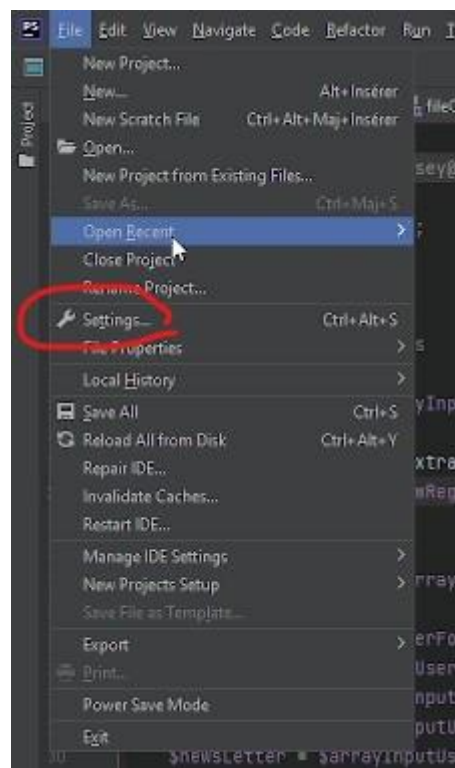 PS File Edit View Navigate Code Refactor Run
Project
New Project...
New... Alt+Insérer
New Scratch File Ctrl+Alt+Maj+Insérer
Open...
New Project from Existing Files...
Save As... Ctrl+Maj+S
Open Recent
Close Project
Rename Project...
Settings... Ctrl+Alt+S
File Properties
Local History
Save All Ctrl+S
Reload All from Disk Ctrl+Alt+Y
Repair IDE...
Invalidate Caches...
Restart IDE...
Manage IDE Settings
New Projects Setup
Save File as Template...
Export
Print...
Power Save Mode
Exit
$newsLetter =